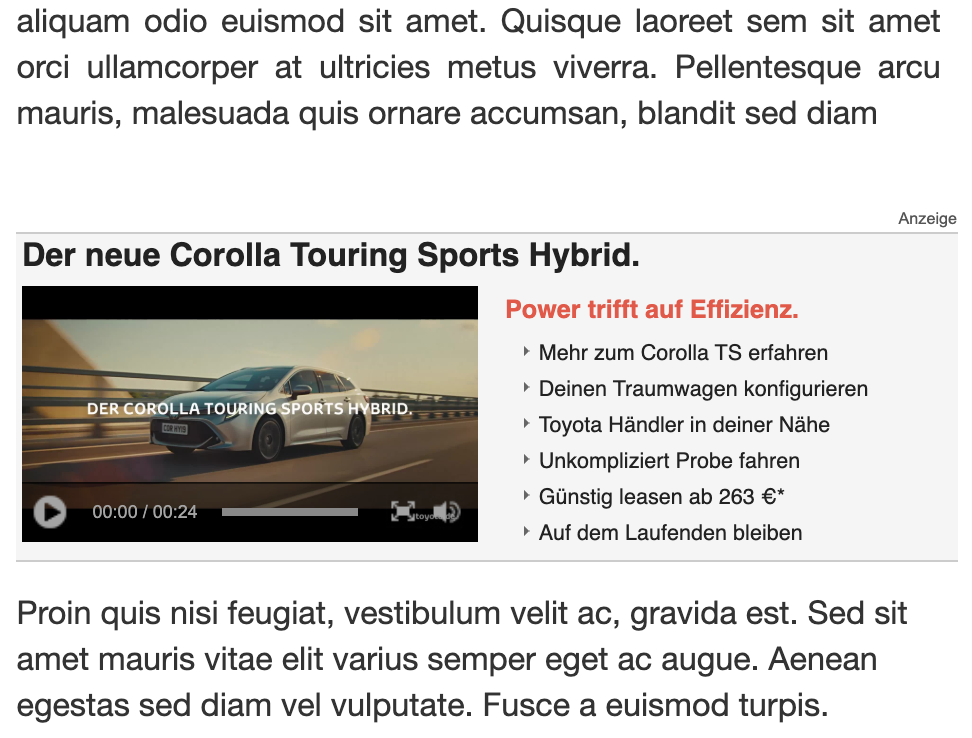 aliquam odio euismod sit amet. Quisque laoreet sem sit amet
orci ullamcorper at ultricies metus viverra. Pellentesque arcu
mauris, malesuada quis ornare accumsan, blandit sed diam
Anzeige
Der neue Corolla Touring Sports Hybrid.
DER COROLLA TOURING SPORTS HYBRID.
COR HY19
00:00 / 00:24
Power trifft auf Effizienz.
Mehr zum Corolla TS erfahren
Deinen Traumwagen konfigurieren
Toyota Händler in deiner Nähe
Unkompliziert Probe fahren
Günstig leasen ab 263 €*
Auf dem Laufenden bleiben
Proin quis nisi feugiat, vestibulum velit ac, gravida est. Sed sit
amet mauris vitae elit varius semper eget ac augue. Aenean
egestas sed diam vel vulputate. Fusce a euismod turpis.